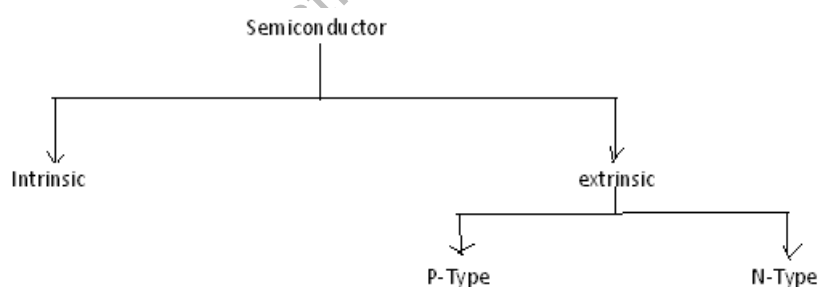 Semiconductor
Intrinsic
extrinsic
P-Type
N-Type